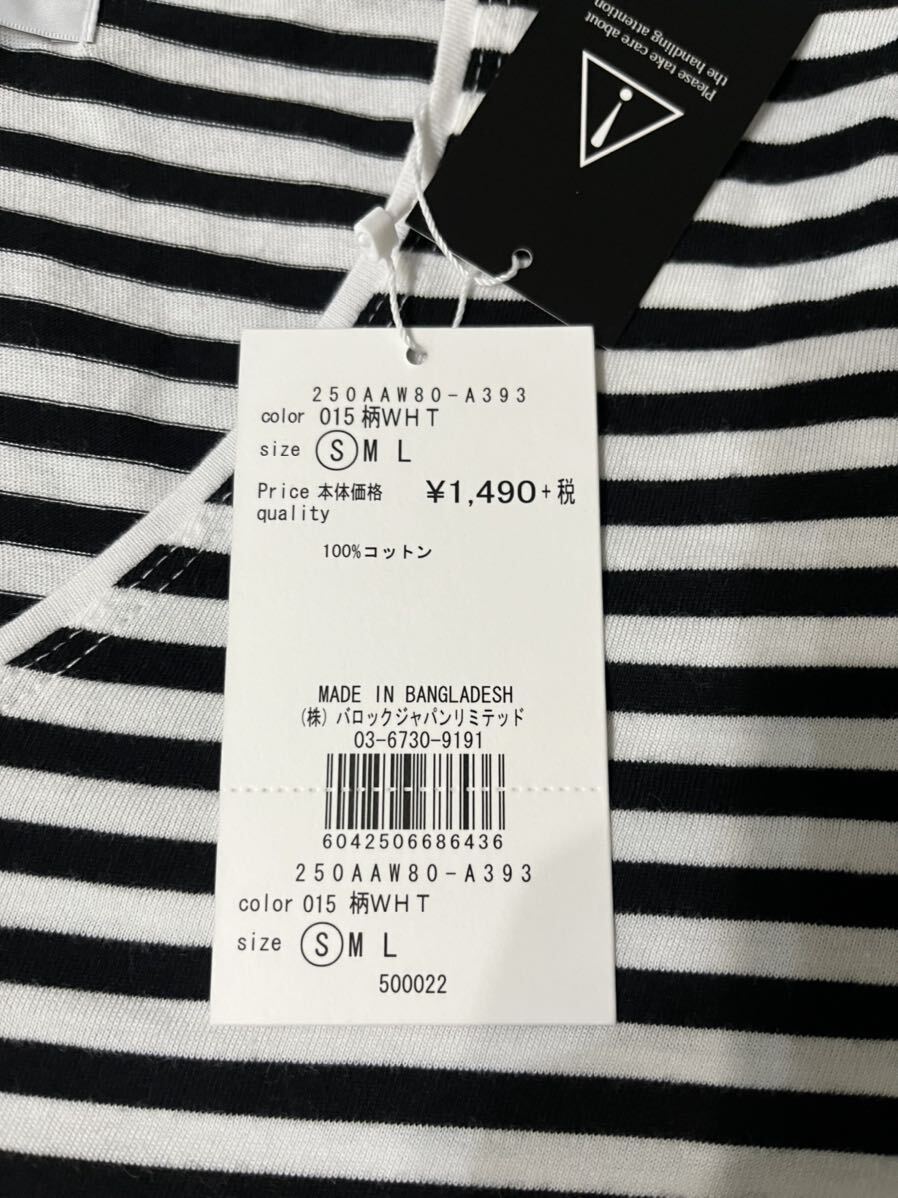 Please take care about
the handling attention
250AAW80-A393
color 015 柄WHT
size S M L
Price 本体価格 ¥1,490+税
quality
100%コットン
MADE IN BANGLADESH
(株)バロックジャパンリミテッド
03-6730-9191
6042506686436
250AAW80-A393
color 015 柄WHT
size S M L
500022